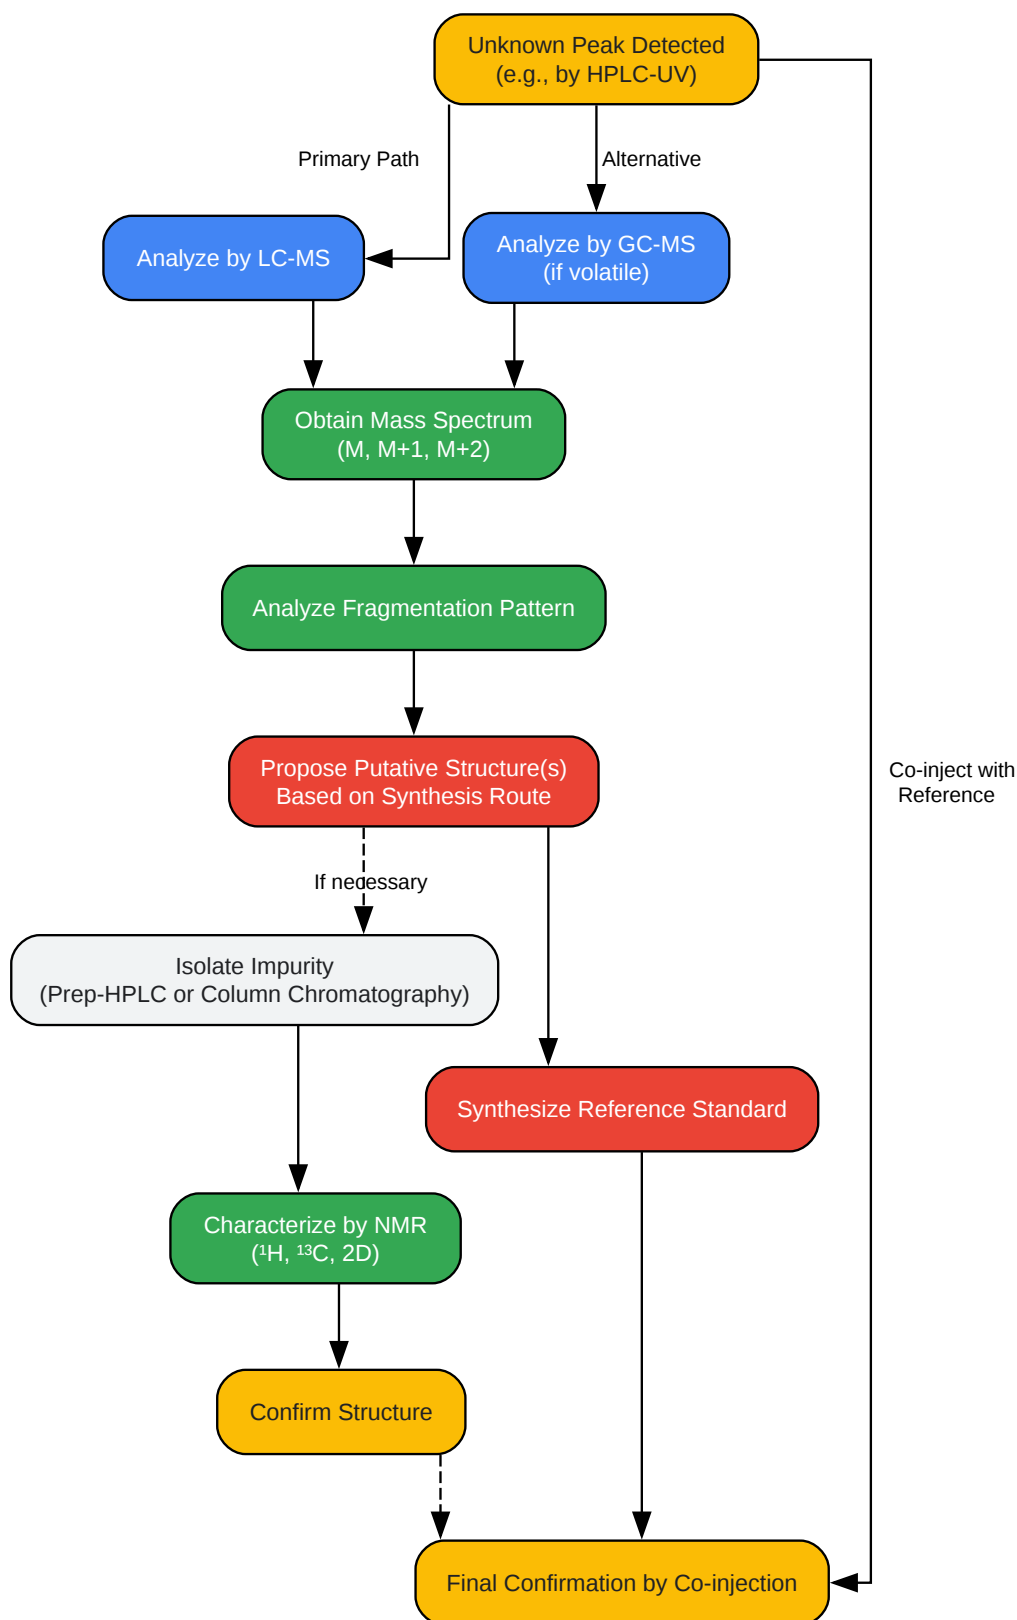 Unknown Peak Detected
(e.g., by HPLC-UV)
Primary Path
Alternative
Analyze by LC-MS
Analyze by GC-MS
(if volatile)
Obtain Mass Spectrum
(M, M+1, M+2)
Analyze Fragmentation Pattern
Propose Putative Structure(s)
Based on Synthesis Route
Co-inject with
Reference
If necessary
Isolate Impurity
(Prep-HPLC or Column Chromatography)
Synthesize Reference Standard
Characterize by NMR
(¹H, ¹³C, 2D)
Confirm Structure
Final Confirmation by Co-injection